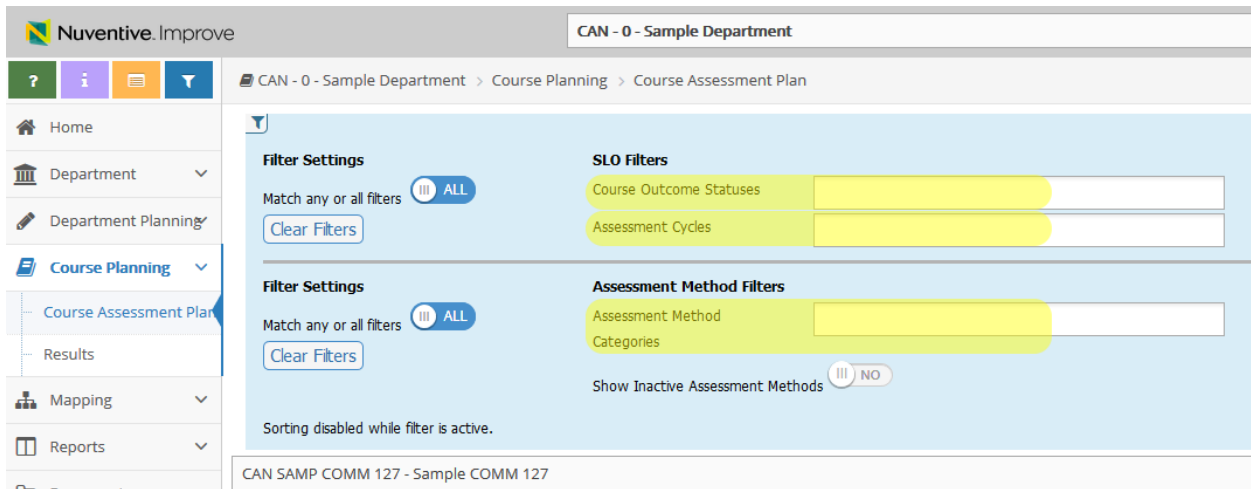 Nuventive. Improve
CAN - 0 - Sample Department
? i
CAN - 0 - Sample Department > Course Planning > Course Assessment Plan
Home
Department
Department Planning
Course Planning
Course Assessment Plan
Results
Mapping
Reports
Filter Settings
Match any or all filters ALL
Clear Filters
SLO Filters
Course Outcome Statuses
Assessment Cycles
Filter Settings
Match any or all filters ALL
Clear Filters
Assessment Method Filters
Assessment Method
Categories
Show Inactive Assessment Methods NO
Sorting disabled while filter is active.
CAN SAMP COMM 127 - Sample COMM 127